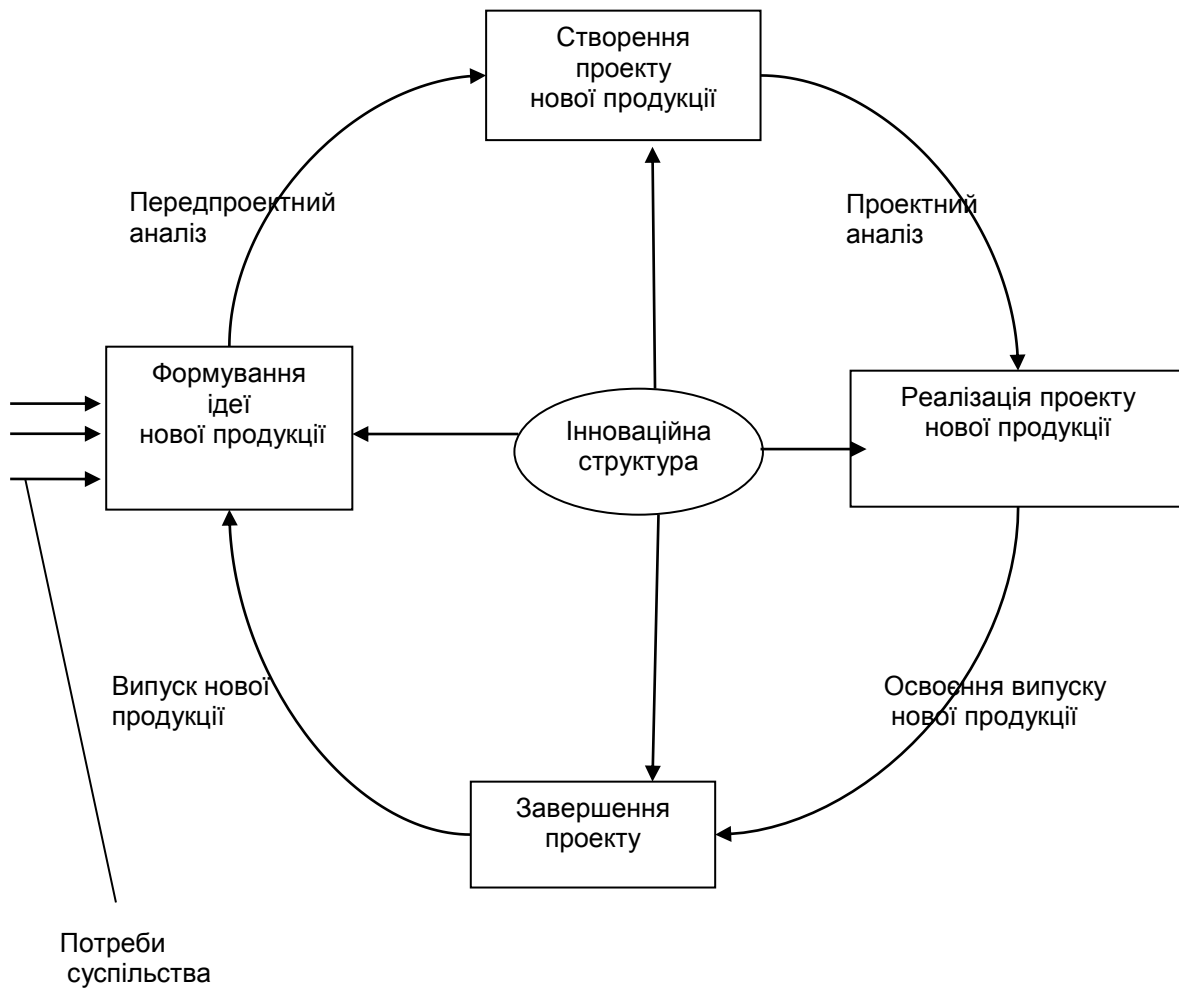 Створення
проекту
нової продукції
Передпроектний
аналіз
Проектний
аналіз
Формування
ідеї
нової продукції
Інноваційна
структура
Реалізація проекту
нової продукції
Випуск нової
продукції
Освоєння випуску
нової продукції
Завершення
проекту
Потреби
суспільства